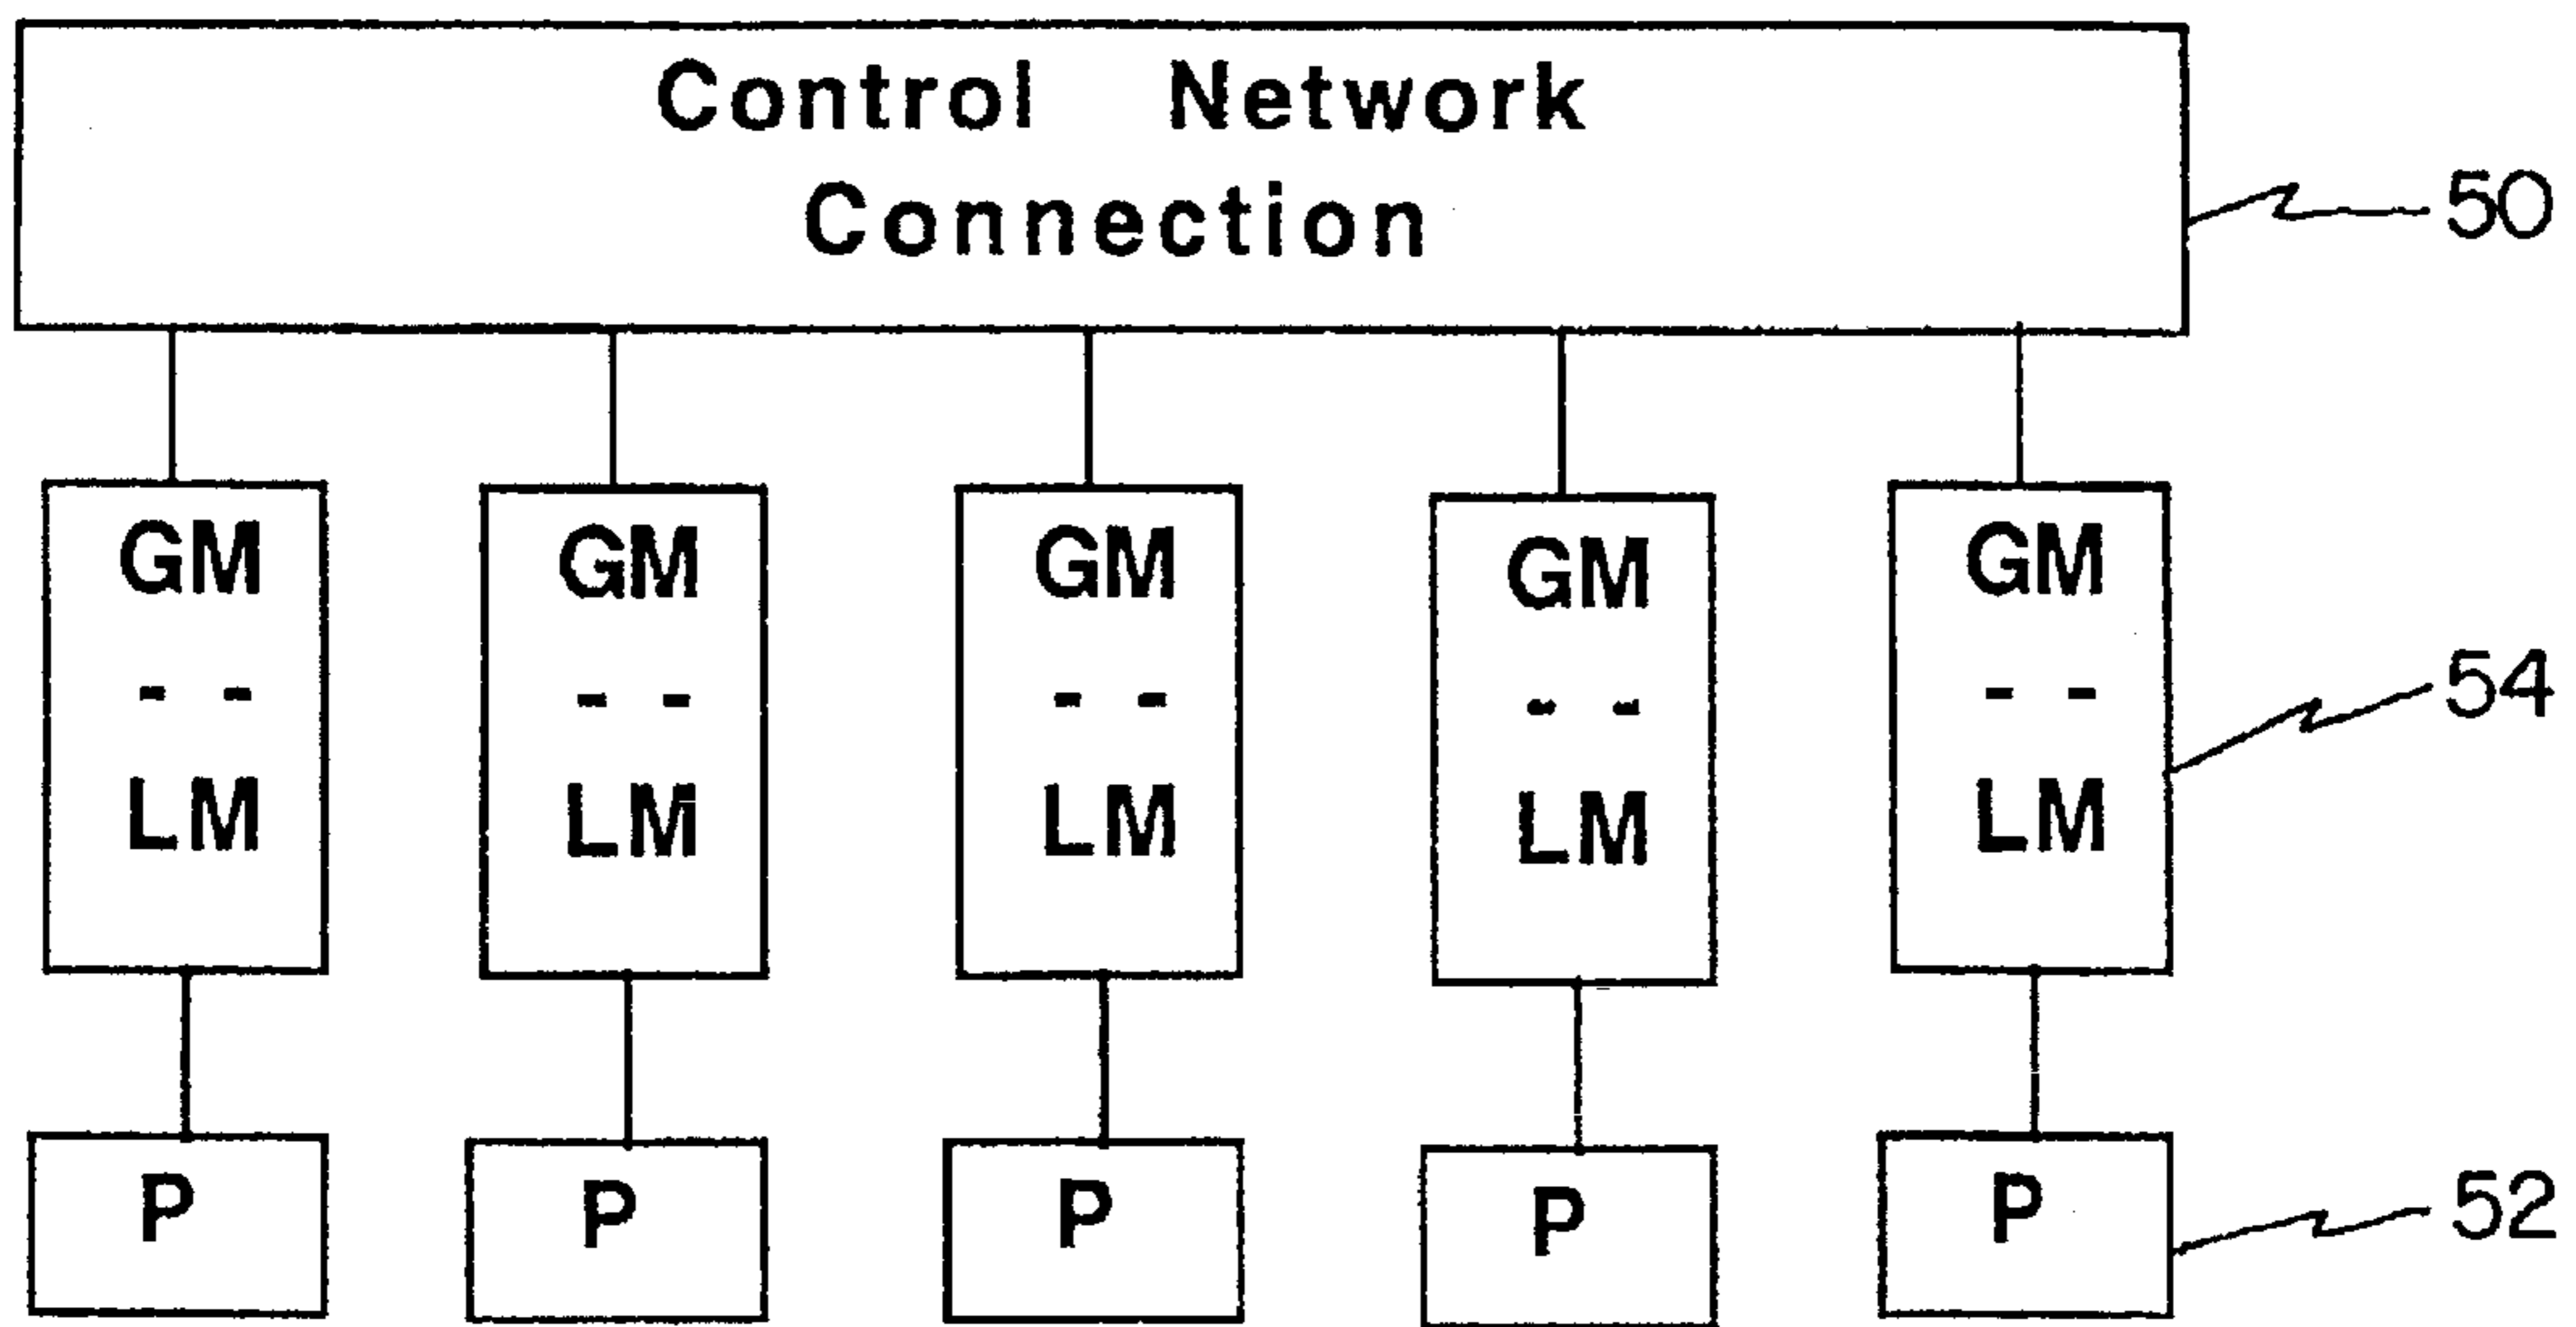 Control Network
Connection
50
GM GM GM GM GM
- - - - - - - - - -
LM LM LM LM LM
54
P P P P P
52